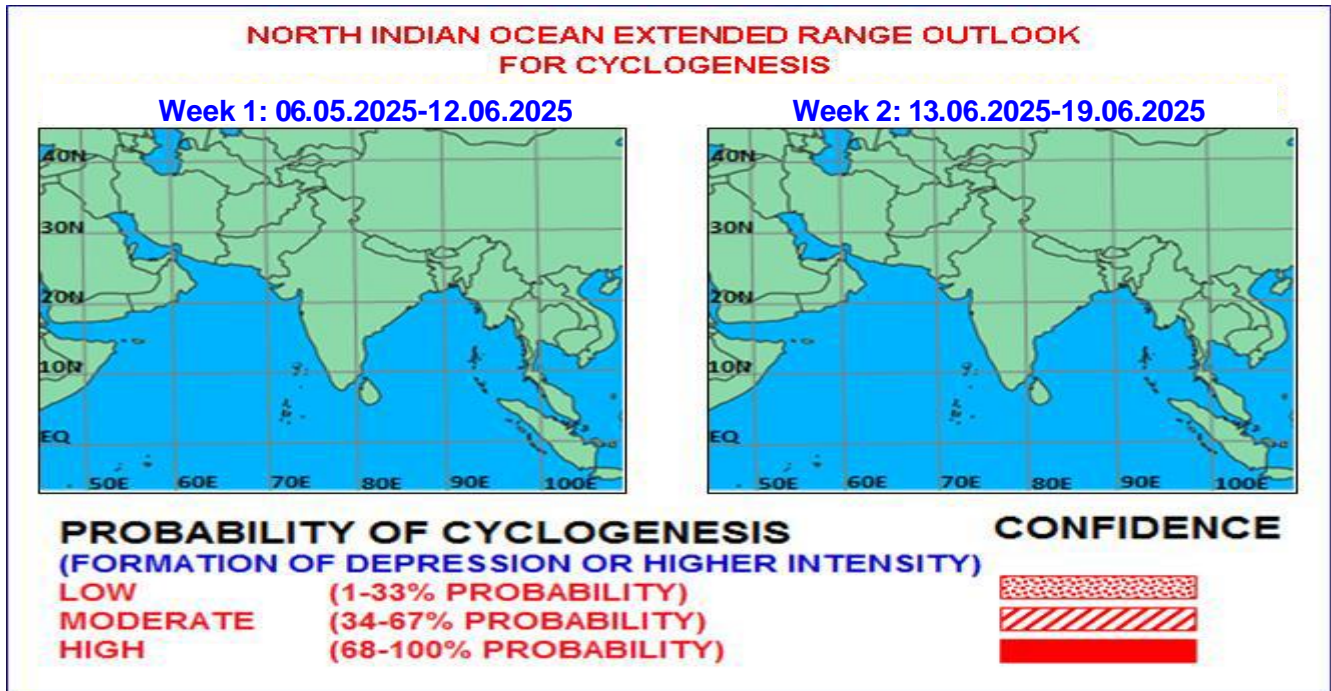 NORTH INDIAN OCEAN EXTENDED RANGE OUTLOOK
FOR CYCLOGENESIS
Week 1: 06.05.2025-12.06.2025
40N
30N
20N
10N
EQ
50E 60E 70E 80E 90E 100E
Week 2: 13.06.2025-19.06.2025
40N
30N
20N
10N
EQ
50E 60E 70E 80E 90E 100E
PROBABILITY OF CYCLOGENESIS CONFIDENCE
(FORMATION OF DEPRESSION OR HIGHER INTENSITY)
LOW (1-33% PROBABILITY)
MODERATE (34-67% PROBABILITY)
HIGH (68-100% PROBABILITY)